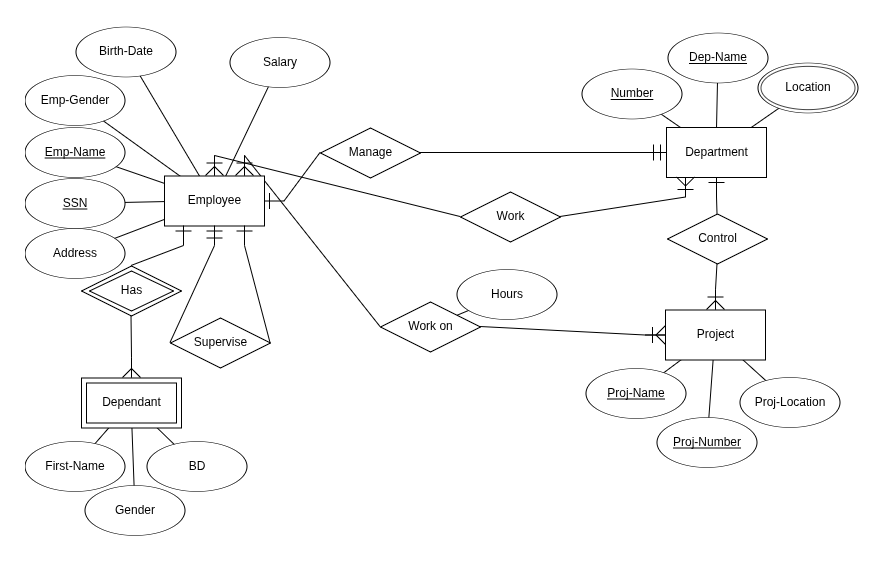 Birth-Date
Salary
Dep-Name
Location
Number
Emp-Gender
Emp-Name
Manage
Department
SSN
Employee
Work
Address
Control
Has
Hours
Supervise
Work on
Project
Dependant
Proj-Name
Proj-Location
Proj-Number
First-Name
BD
Gender